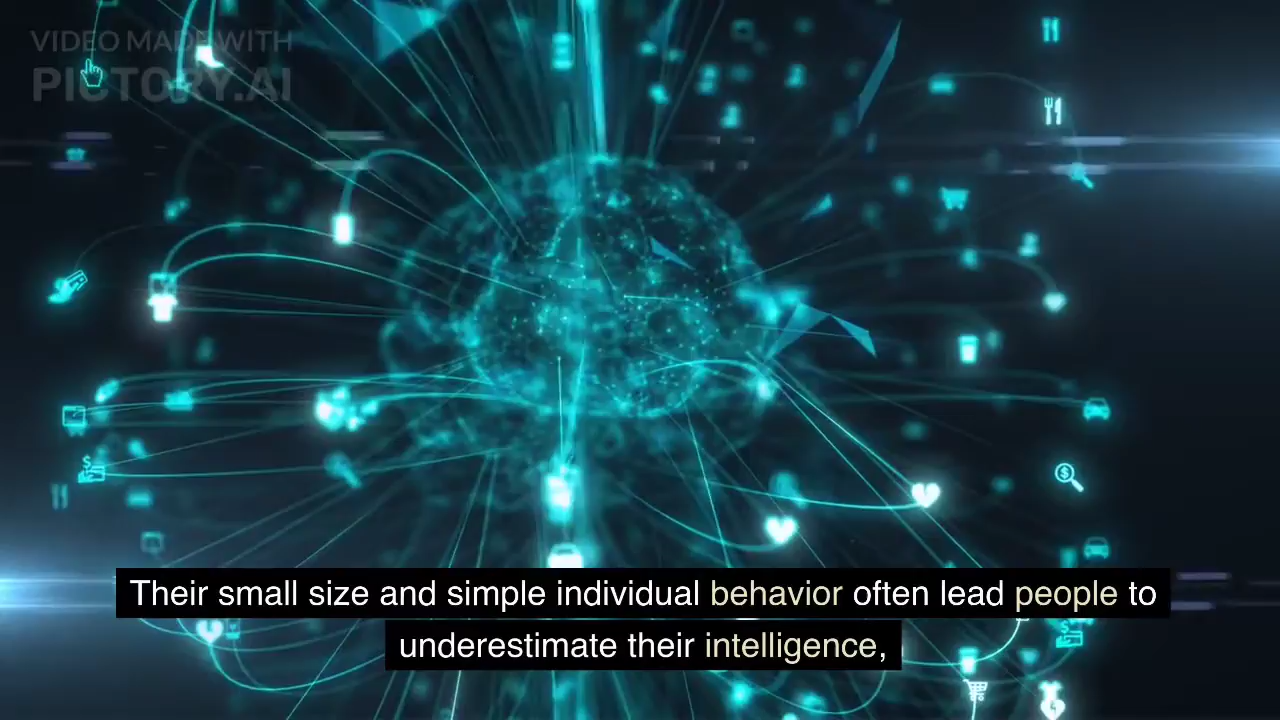 VIDEO MADE WITH
PICTORY.AI
Their small size and simple individual behavior often lead people to
underestimate their intelligence,